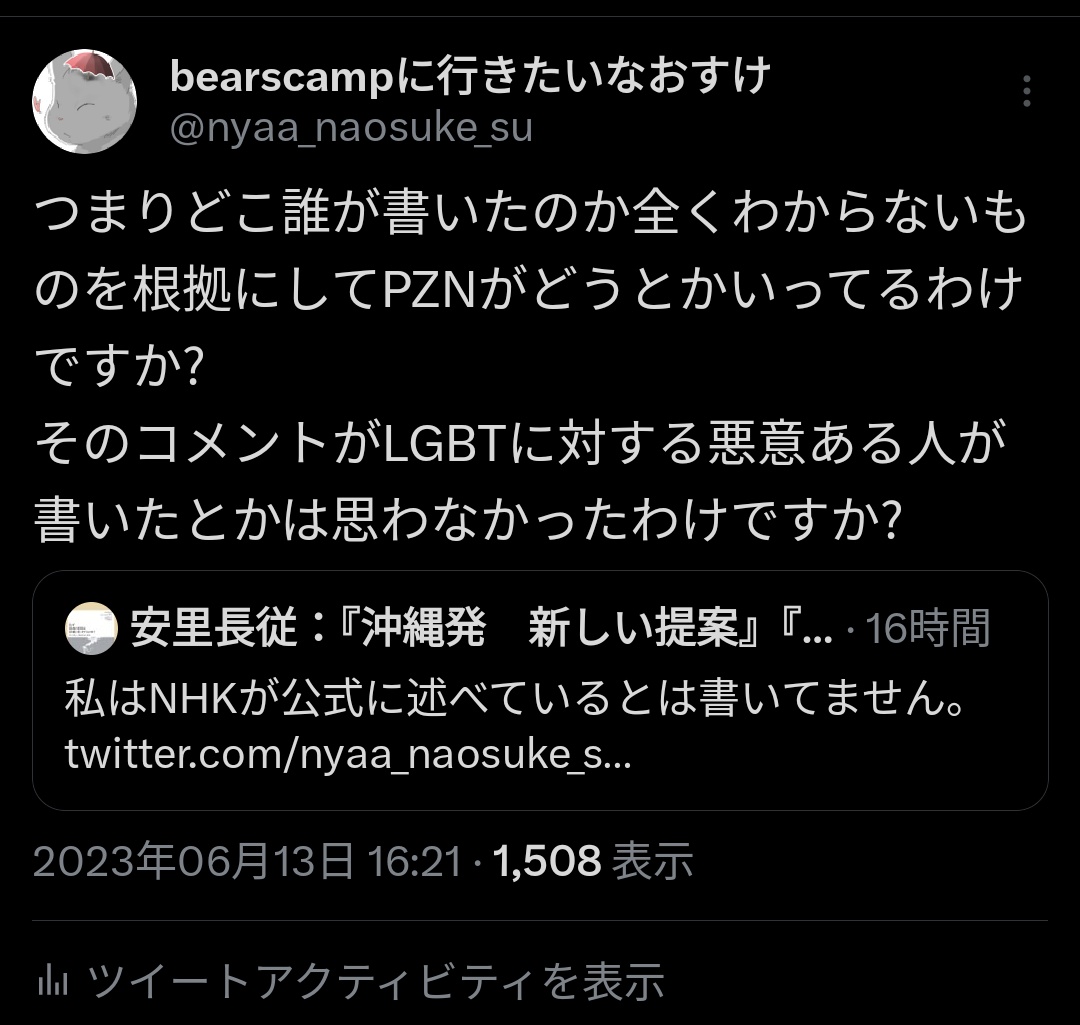 bearscampに行きたいなおすけ
@nyaa_naosuke_su
つまりどこ誰が書いたのか全くわからないも
のを根拠にしてPZNがどうとかいってるわけ
ですか?
そのコメントがLGBTに対する悪意ある人が
書いたとかは思わなかったわけですか?
安里長従：『沖縄発　新しい提案』『... · 16時間
私はNHKが公式に述べているとは書いてません。
twitter.com/nyaa_naosuke_s...
2023年06月13日 16:21 · 1,508 表示
ツイートアクティビティを表示